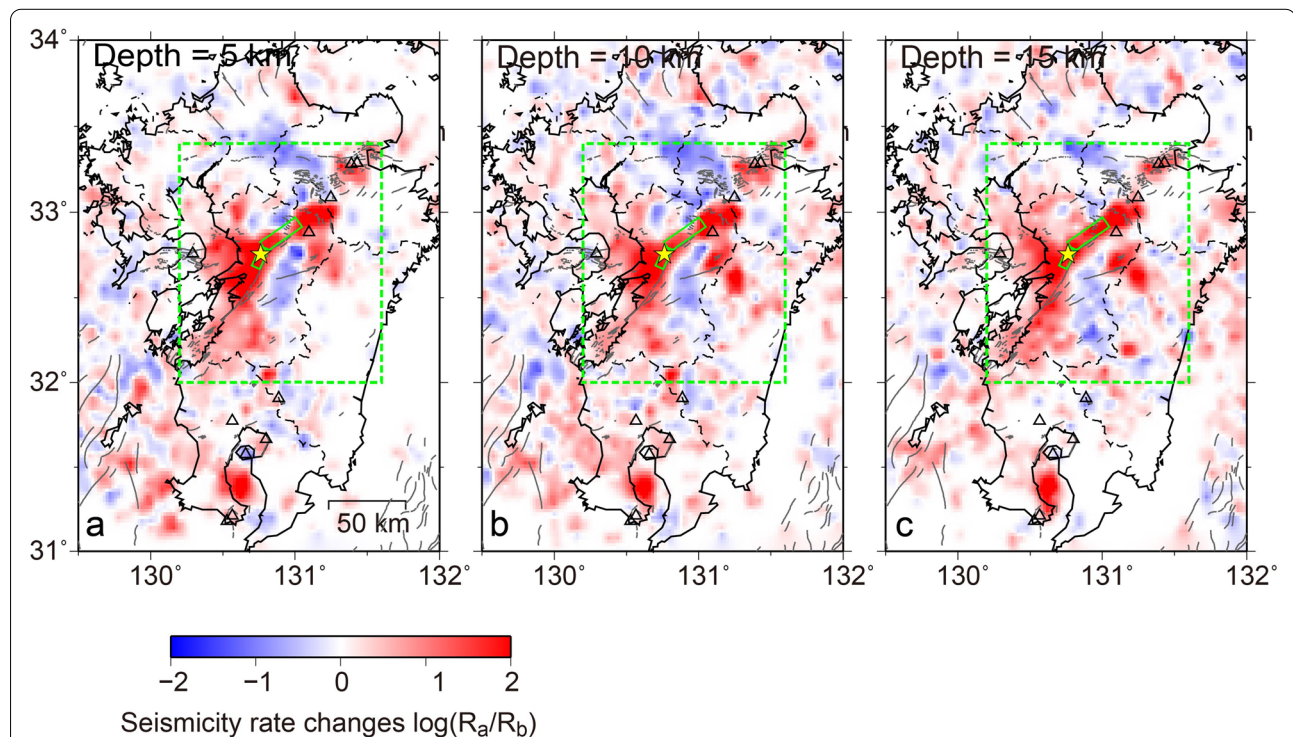 Depth = 5 km
Depth = 10 km
Depth = 15 km
34˚
33˚
32˚
31˚
a
50 km
b
c
130˚ 131˚ 132˚
130˚ 131˚ 132˚
130˚ 131˚ 132˚
−2 −1 0 1 2
Seismicity rate changes log(Ra/Rb)